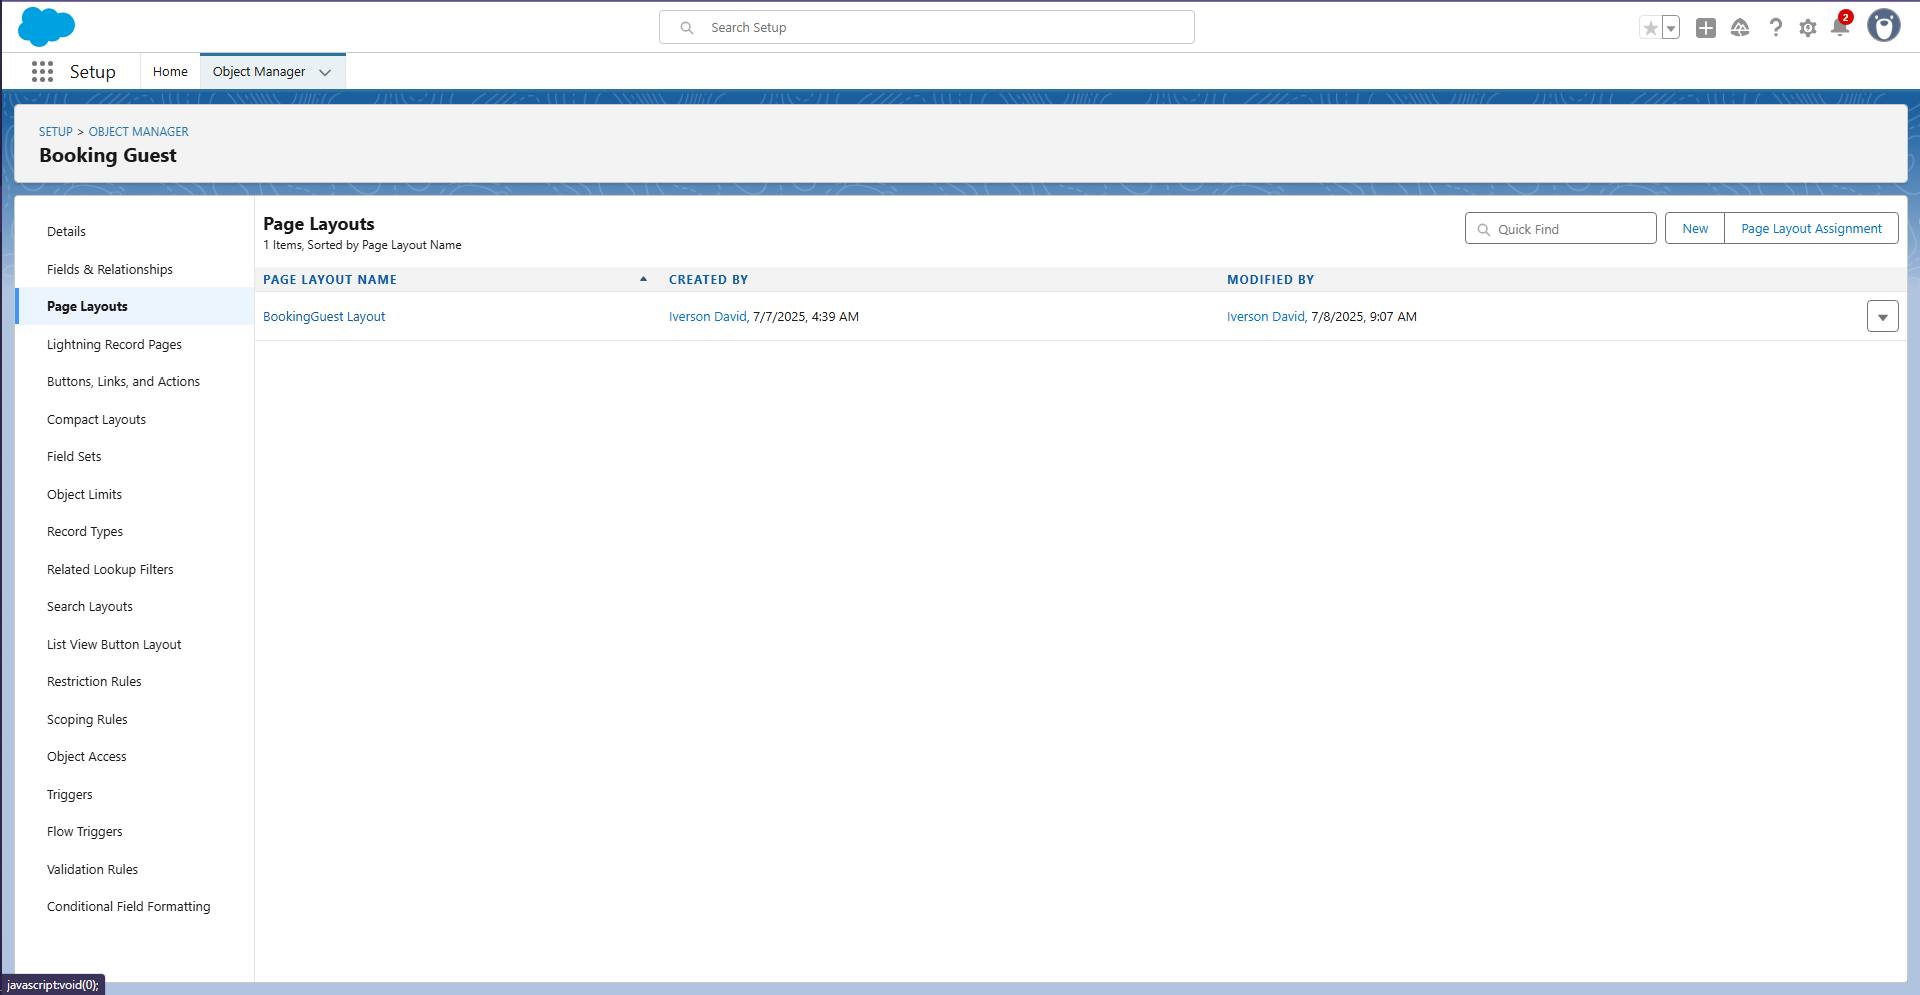 Search Setup
2
Setup
Home
Object Manager
SETUP > OBJECT MANAGER
Booking Guest
Details
Fields & Relationships
Page Layouts
Lightning Record Pages
Buttons, Links, and Actions
Compact Layouts
Field Sets
Object Limits
Record Types
Related Lookup Filters
Search Layouts
List View Button Layout
Restriction Rules
Scoping Rules
Object Access
Triggers
Flow Triggers
Validation Rules
Conditional Field Formatting
Page Layouts
1 Items, Sorted by Page Layout Name
Quick Find
New
Page Layout Assignment
PAGE LAYOUT NAME CREATED BY MODIFIED BY
BookingGuest Layout Iverson David, 7/7/2025, 4:39 AM Iverson David, 7/8/2025, 9:07 AM
javascript:void(0);